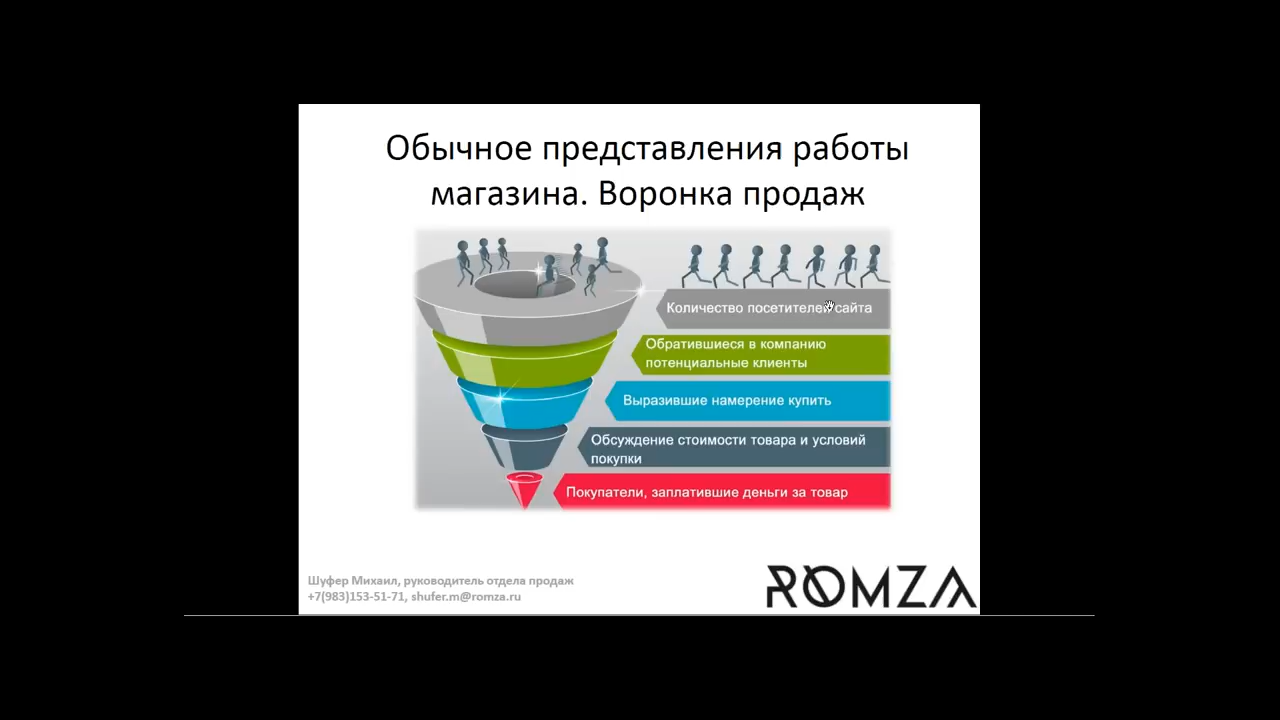 Обычное представления работы
магазина. Воронка продаж
Количество посетителей сайта
Обратившиеся в компанию
потенциальные клиенты
Выразившие намерение купить
Обсуждение стоимости товара и условий
покупки
Покупатели, заплатившие деньги за товар
Шуфер Михаил, руководитель отдела продаж
+7(983)153-51-71, shufer.m@romza.ru
ROMZA